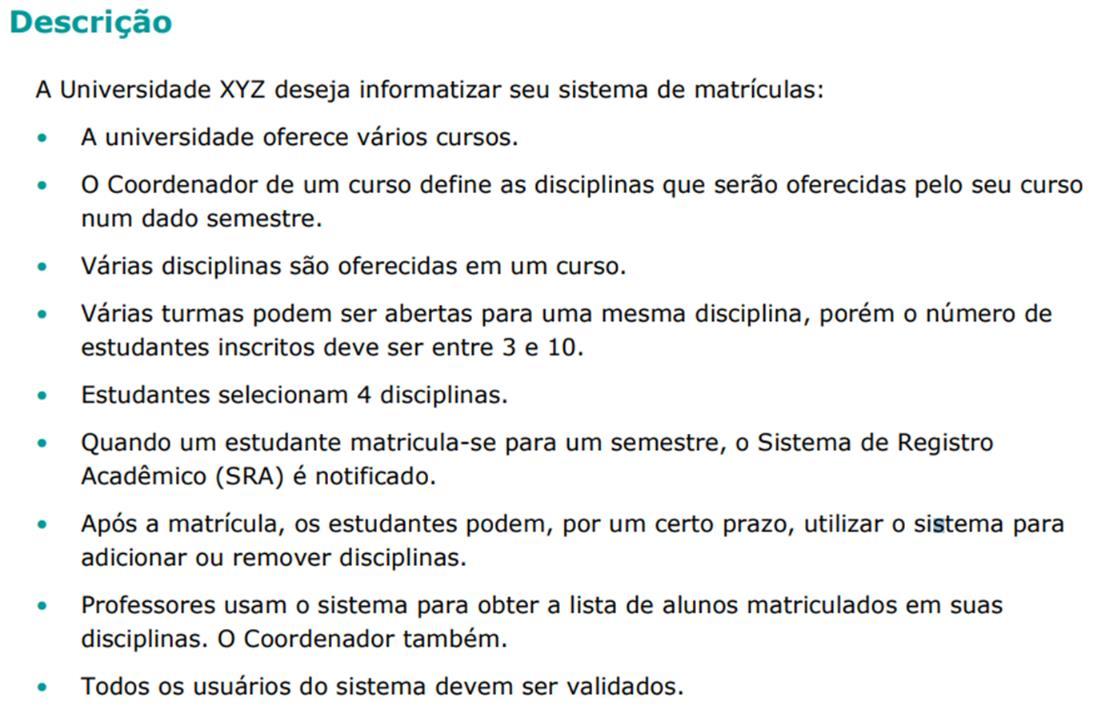 Descrição
A Universidade XYZ deseja informatizar seu sistema de matrículas:
• A universidade oferece vários cursos.
• O Coordenador de um curso define as disciplinas que serão oferecidas pelo seu curso
num dado semestre.
• Várias disciplinas são oferecidas em um curso.
• Várias turmas podem ser abertas para uma mesma disciplina, porém o número de
estudantes inscritos deve ser entre 3 e 10.
• Estudantes selecionam 4 disciplinas.
• Quando um estudante matricula-se para um semestre, o Sistema de Registro
Acadêmico (SRA) é notificado.
• Após a matrícula, os estudantes podem, por um certo prazo, utilizar o sistema para
adicionar ou remover disciplinas.
• Professores usam o sistema para obter a lista de alunos matriculados em suas
disciplinas. O Coordenador também.
• Todos os usuários do sistema devem ser validados.